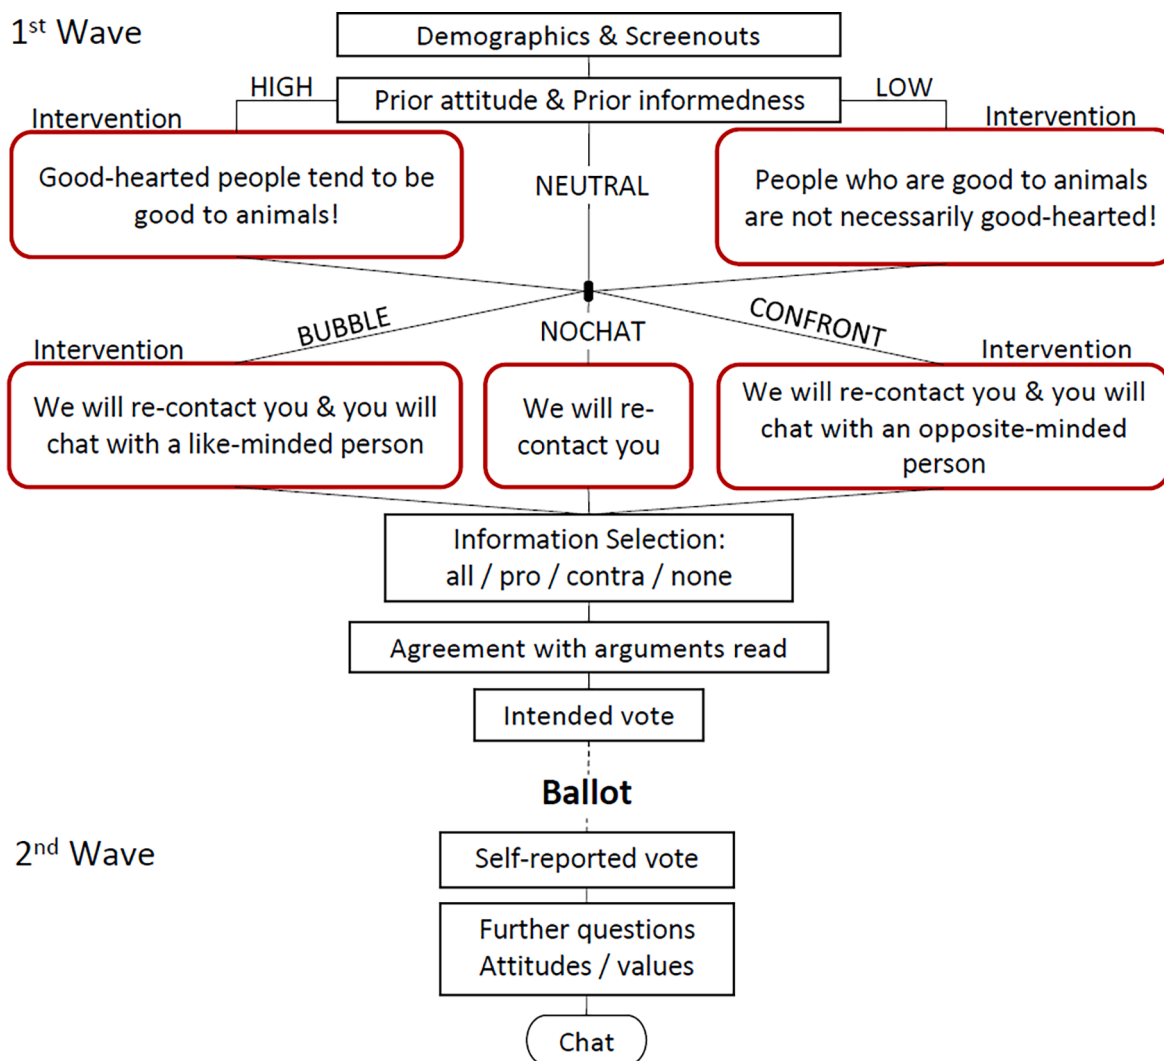 1st Wave
Demographics & Screenouts
HIGH
Prior attitude & Prior informedness
LOW
Intervention
Intervention
Good-hearted people tend to be
good to animals!
NEUTRAL
People who are good to animals
are not necessarily good-hearted!
BUBBLE
NOCHAT
CONFRONT
Intervention
Intervention
We will re-contact you & you will
chat with a like-minded person
We will re-
contact you
We will re-contact you & you will
chat with an opposite-minded
person
Information Selection:
all / pro / contra / none
Agreement with arguments read
Intended vote
Ballot
2nd Wave
Self-reported vote
Further questions
Attitudes / values
Chat